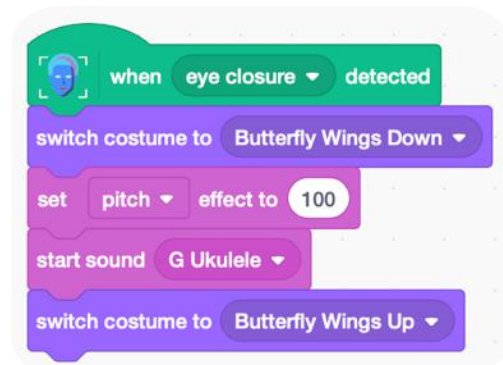 when eye closure detected
switch costume to Butterfly Wings Down
set pitch effect to 100
start sound G Ukulele
switch costume to Butterfly Wings Up